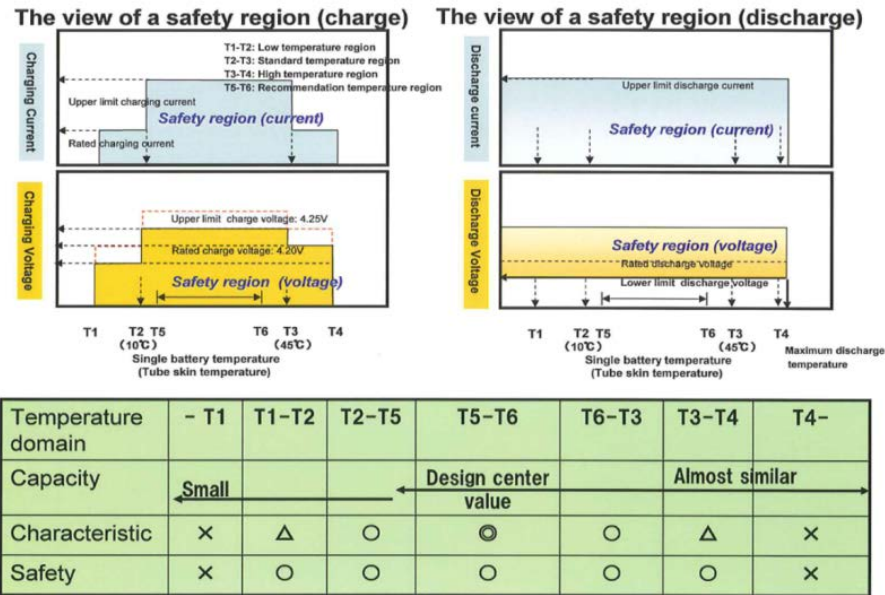 The view of a safety region (charge)
The view of a safety region (discharge)
Charging Current
T1-T2: Low temperature region
T2-T3: Standard temperature region
T3-T4: High temperature region
T5-T6: Recommendation temperature region
Upper limit charging current
Safety region (current)
Rated charging current
Discharge current
Upper limit discharge current
Safety region (current)
Charging Voltage
Upper limit charge voltage: 4.25V
Rated charge voltage: 4.20V
Safety region (voltage)
Discharge Voltage
Safety region (voltage)
Rated discharge voltage
Lower limit discharge voltage
T1 T2 T5 T6 T3 T4
(10℃) (45℃)
Single battery temperature
(Tube skin temperature)
T1 T2 T5 T6 T3 T4
(10℃) (45℃)
Maximum discharge
temperature
Single battery temperature
(Tube skin temperature)
Temperature domain - T1 T1-T2 T2-T5 T5-T6 T6-T3 T3-T4 T4-
Capacity Small Design center value Almost similar
Characteristic × △ ○ ◎ ○ △ ×
Safety × ○ ○ ○ ○ ○ ×